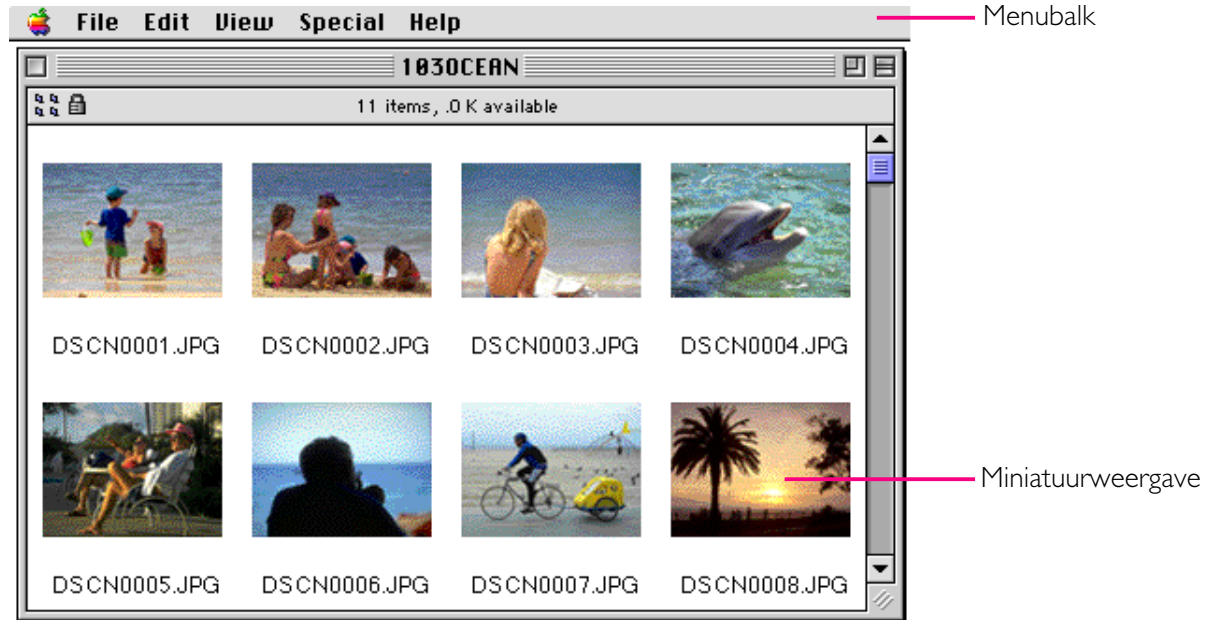 File Edit View Special Help
Menubalk
103OCEAN
11 items, .0 K available
DSCN0001.JPG DSCN0002.JPG DSCN0003.JPG DSCN0004.JPG
Miniatuurweergave
DSCN0005.JPG DSCN0006.JPG DSCN0007.JPG DSCN0008.JPG